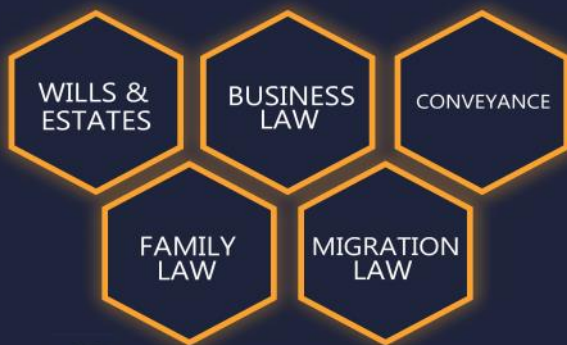 WILLS &
ESTATES
BUSINESS
LAW
CONVEYANCE
FAMILY
LAW
MIGRATION
LAW